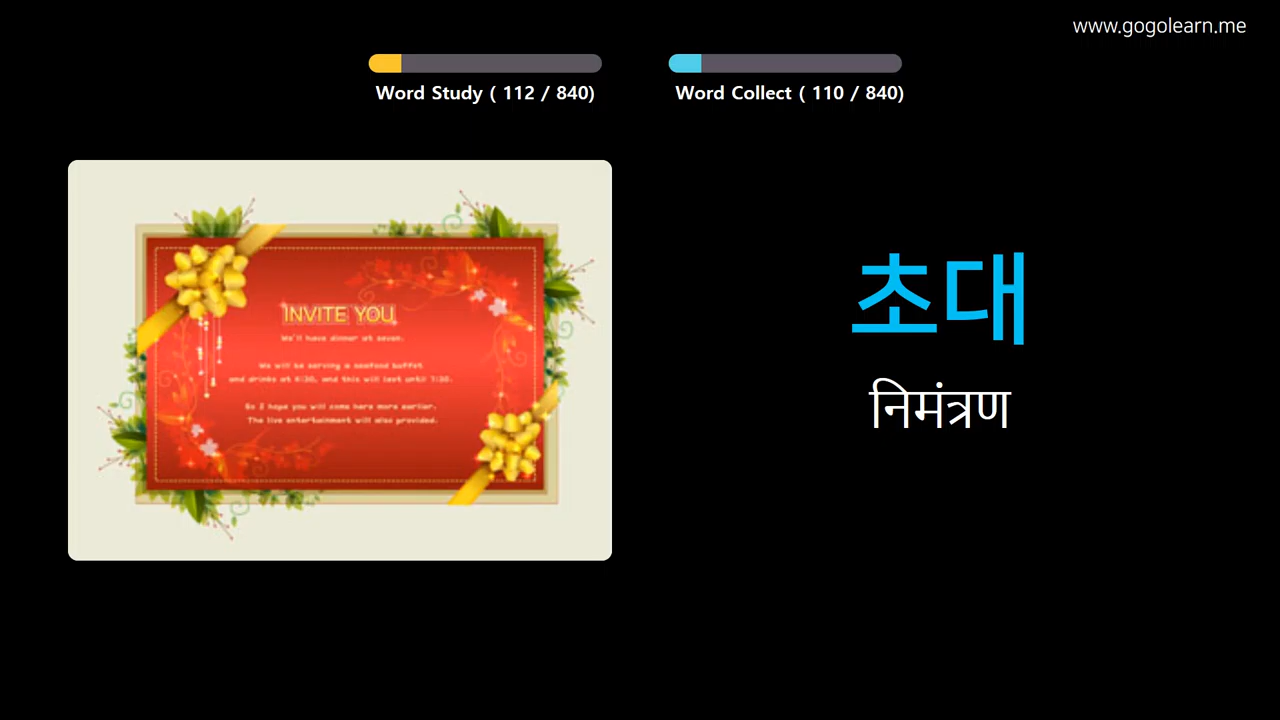 www.gogolearn.me
Word Study ( 112 / 840)
Word Collect ( 110 / 840)
INVITE YOU
We'll have dinner at seven.
We will be serving a seafood buffet
and drinks at 6:30, and this will last until 1:30.
So I hope you will come here more earlier.
The live entertainment will also provided.
초대
निमंत्रण